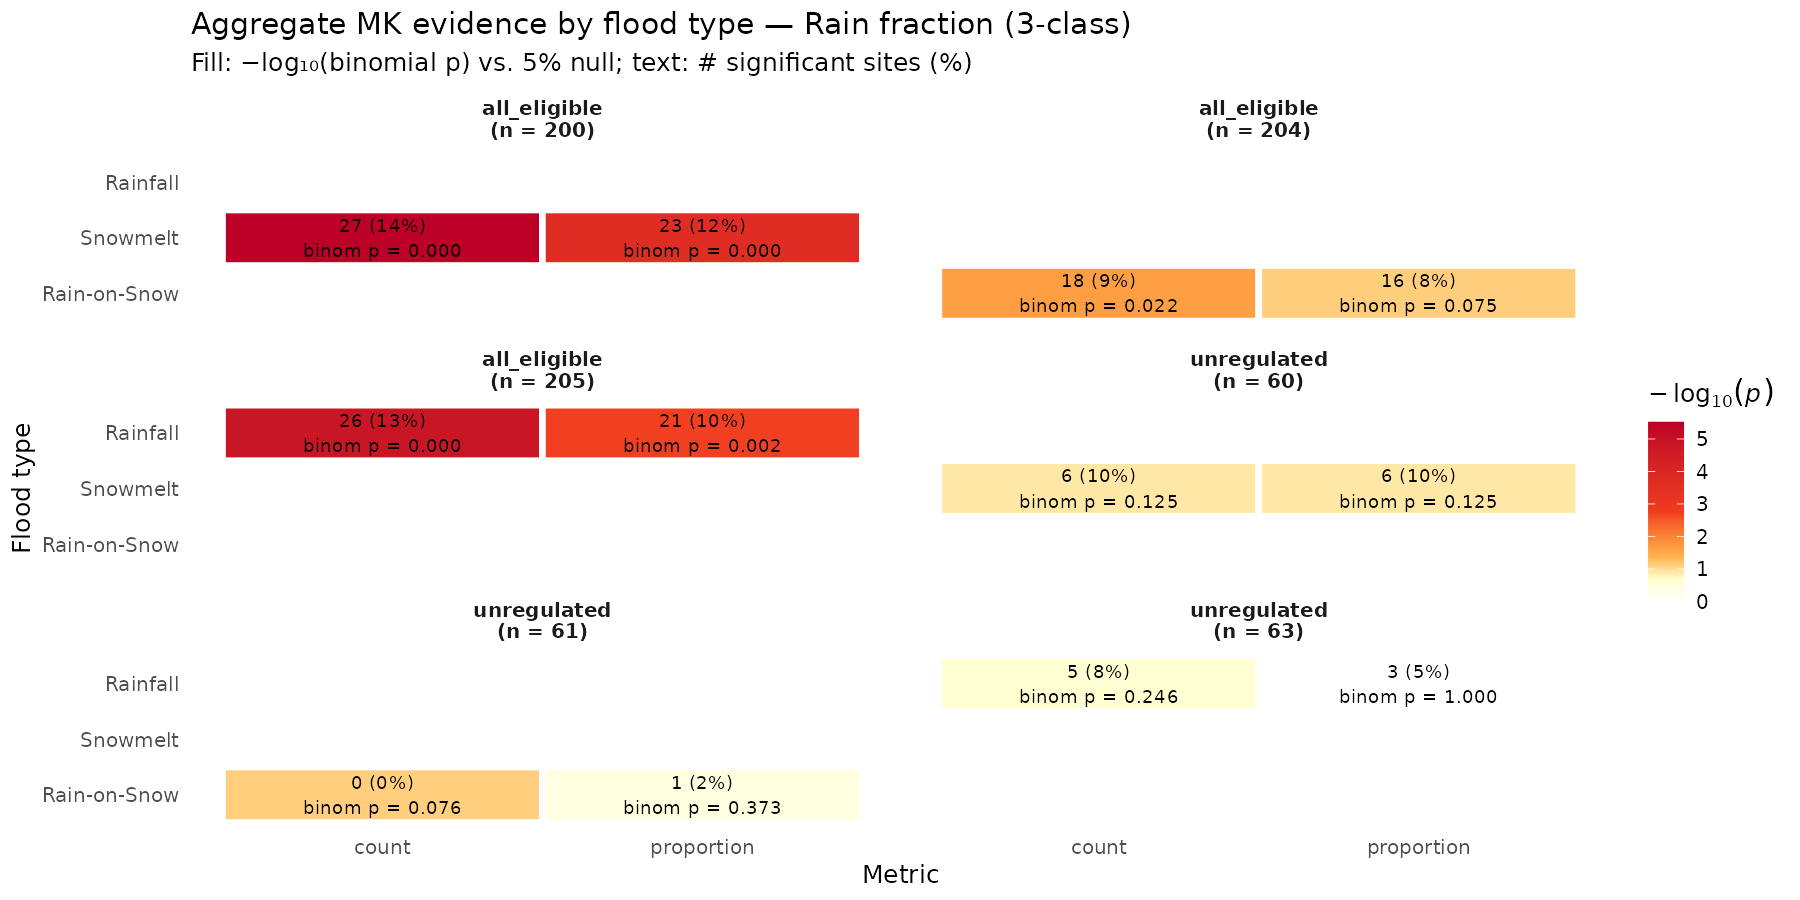 Aggregate MK evidence by flood type — Rain fraction (3-class)
Fill: −log₁₀(binomial p) vs. 5% null; text: # significant sites (%)
all_eligible
(n = 200)
all_eligible
(n = 204)
Rainfall
Snowmelt
Rain-on-Snow
27 (14%)
binom p = 0.000
23 (12%)
binom p = 0.000
18 (9%)
binom p = 0.022
16 (8%)
binom p = 0.075
all_eligible
(n = 205)
unregulated
(n = 60)
Flood type
Rainfall
Snowmelt
Rain-on-Snow
26 (13%)
binom p = 0.000
21 (10%)
binom p = 0.002
6 (10%)
binom p = 0.125
6 (10%)
binom p = 0.125
unregulated
(n = 61)
unregulated
(n = 63)
Rainfall
Snowmelt
Rain-on-Snow
5 (8%)
binom p = 0.246
3 (5%)
binom p = 1.000
0 (0%)
binom p = 0.076
1 (2%)
binom p = 0.373
count
proportion
count
proportion
Metric
− log₁₀(p)
5
4
3
2
1
0